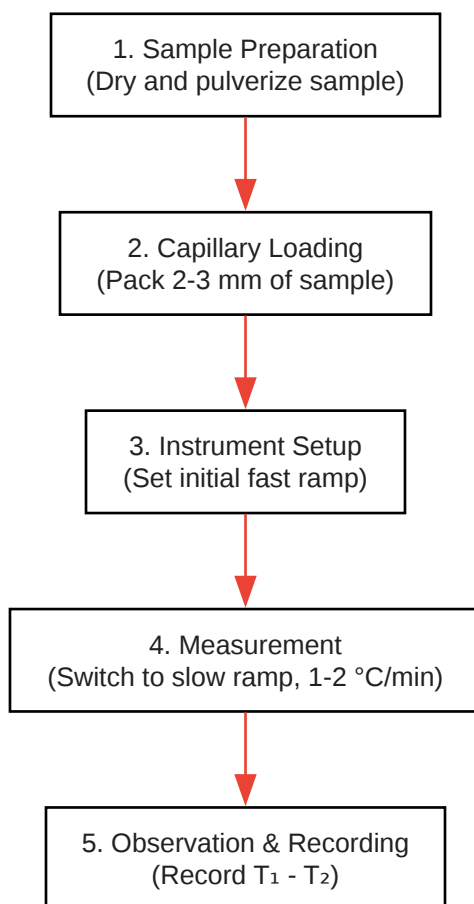 1. Sample Preparation
(Dry and pulverize sample)
2. Capillary Loading
(Pack 2-3 mm of sample)
3. Instrument Setup
(Set initial fast ramp)
4. Measurement
(Switch to slow ramp, 1-2 °C/min)
5. Observation & Recording
(Record T₁ - T₂)